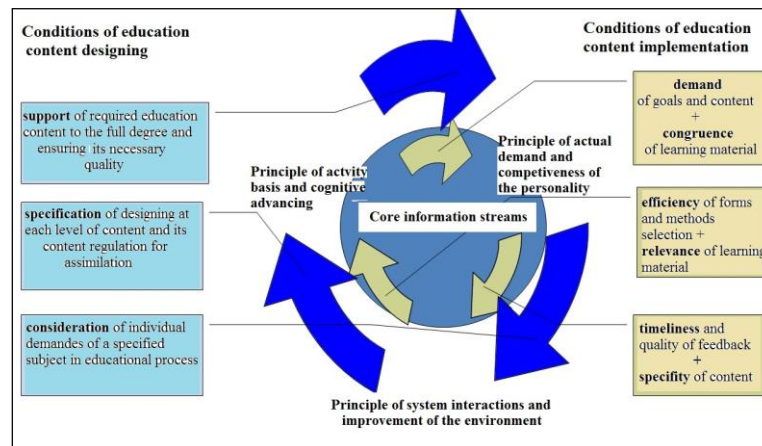 Conditions of education
content designing
support of required education
content to the full degree and
ensuring its necessary
quality
specification of designing at
each level of content and its
content regulation for
assimilation
consideration of individual
demandes of a specified
subject in educational process
Principle of actvity
basis and cognitive
advancing
Principle of actual
demand and
competiveness of
the personality
Core information streams
Principle of system interactions and
improvement of the environment
Conditions of education
content implementation
demand
of goals and content
+
congruence
of learning material
efficiency of forms
and methods
selection +
relevance of learning
material
timeliness and
quality of feedback
+
specifity of content